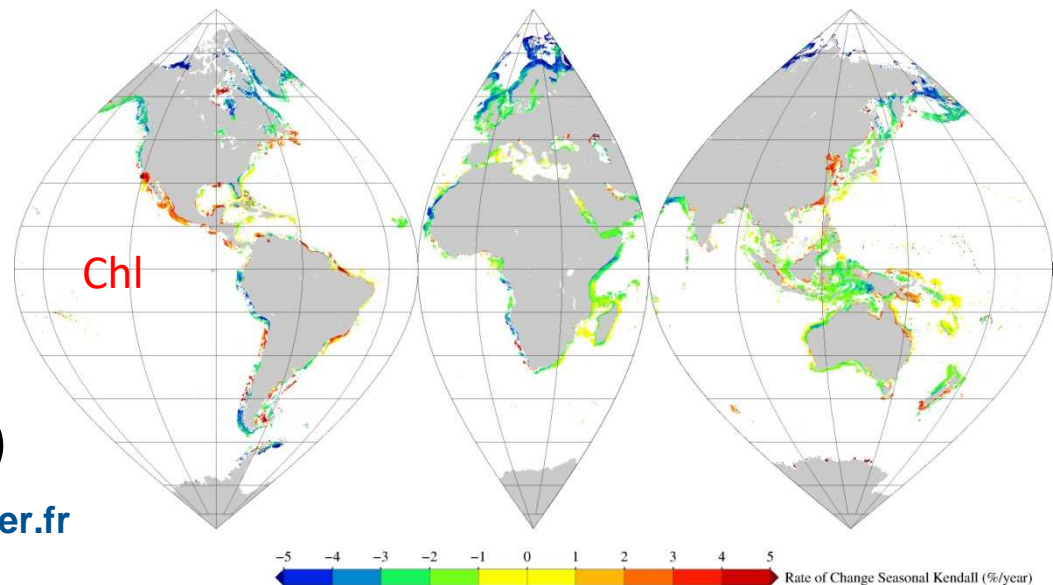 Chl
)
er.fr
−5 −4 −3 −2 −1 0 1 2 3 4 5
Rate of Change Seasonal Kendall (%/year)